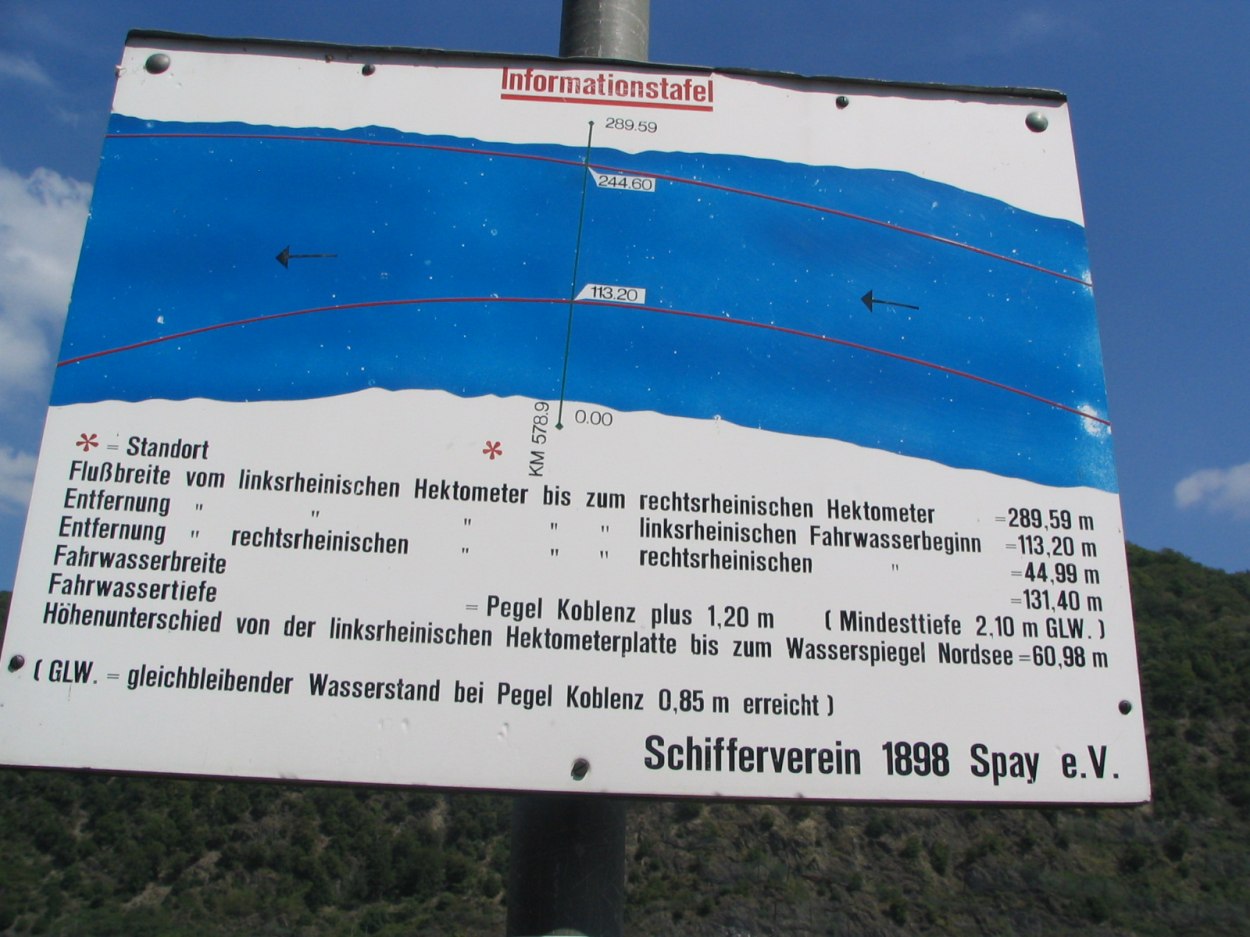 Informationstafel
289.59
244.60
113.20
0.00
KM 578.9
* = Standort
*
Flußbreite vom linksrheinischen Hektometer bis zum rechtsrheinischen Hektometer =289,59 m
Entfernung " " " " " linksrheinischen Fahrwasserbeginn =113,20 m
Entfernung " rechtsrheinischen " " " rechtsrheinischen " =44,99 m
Fahrwasserbreite =131,40 m
Fahrwassertiefe = Pegel Koblenz plus 1,20 m (Mindesttiefe 2,10 m GLW.)
Höhenunterschied von der linksrheinischen Hektometerplatte bis zum Wasserspiegel Nordsee =60,98 m
(GLW. = gleichbleibender Wasserstand bei Pegel Koblenz 0,85 m erreicht)
Schifferverein 1898 Spay e.V.